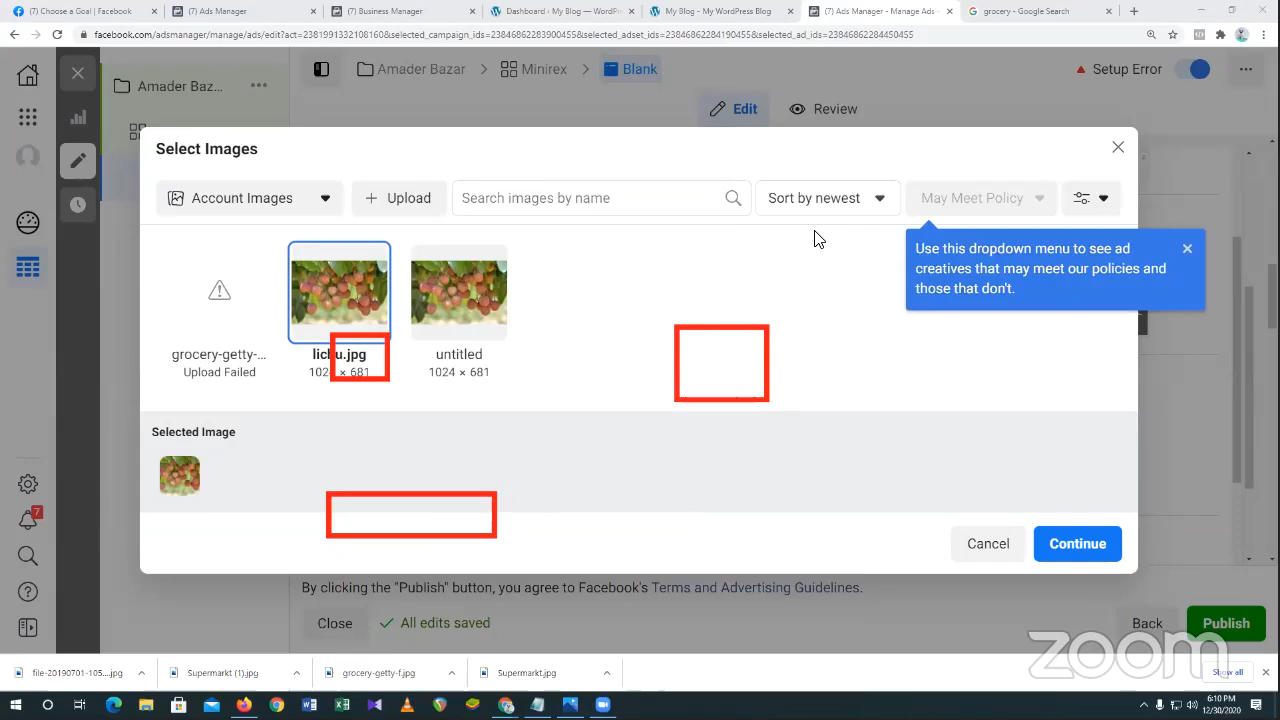 (7) Choose a Goal | Facebook
(7) Ads Manager
(7) Business Manager
Dashboard ‹ My Blog — WordPr
My Blog - My WordPress Blog
(7) Ads Manager - Manage Ads -
grocery - Google Search
facebook.com/adsmanager/manage/ads/edit?act=238199133210816​0&selected_campaign_ids=23846862283900455&selected_adset_ids=23846862284190455&selected_ad_ids=23846862284450455
Amader Baz...
Amader Bazar > Minirex > Blank
Setup Error
Edit
Review
Select Images
Account Images
Upload
Search images by name
Sort by newest
May Meet Policy
Use this dropdown menu to see ad
creatives that may meet our policies and
those that don't.
grocery-getty-...
Upload Failed
lichu.jpg
1024 × 681
untitled
1024 × 681
Selected Image
Cancel
Continue
By clicking the "Publish" button, you agree to Facebook's Terms and Advertising Guidelines.
Close
All edits saved
Back
Publish
7
zoom
file-20190701-105....jpg
Supermarkt (1).jpg
grocery-getty-f.jpg
Supermarkt.jpg
Show all
6:10 PM
12/30/2020